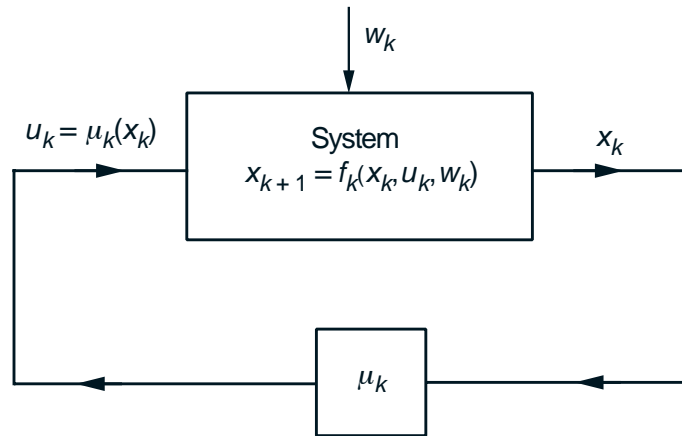 w_k
u_k = μ_k(x_k)
System
x_k
x_{k+1} = f_k(x_k, u_k, w_k)
μ_k